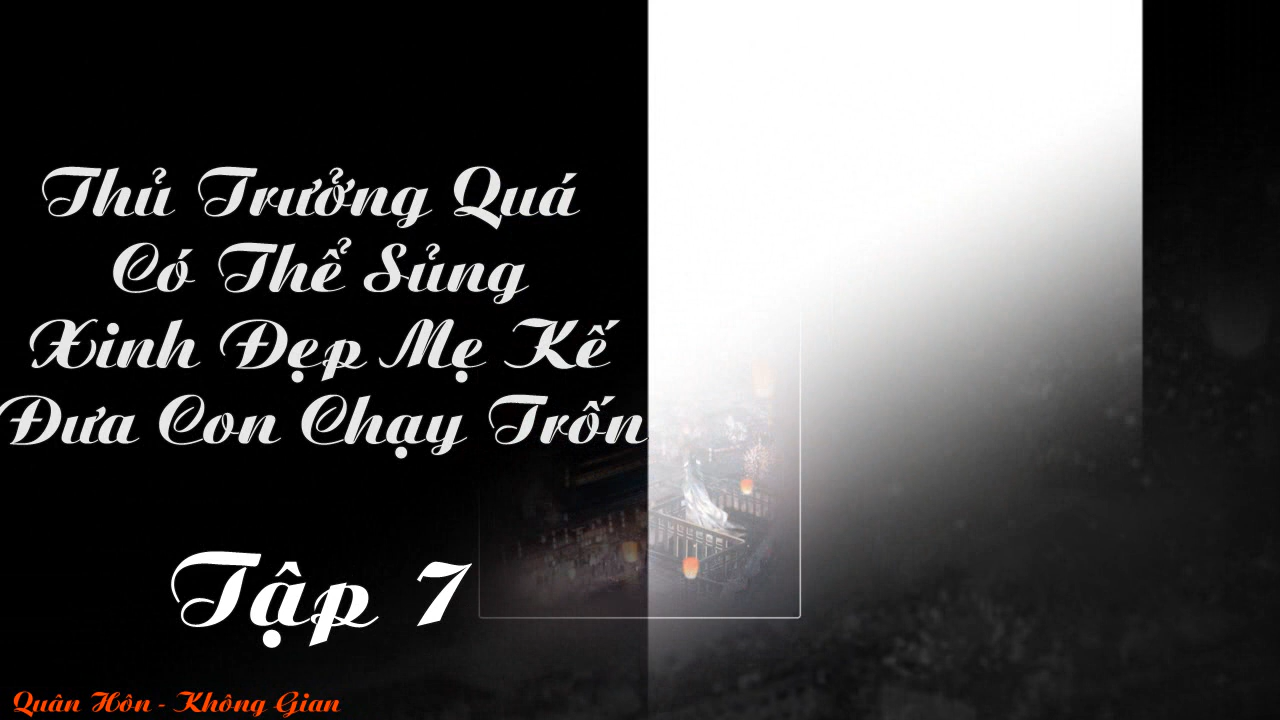 Thủ Trưởng Quá
Có Thể Sủng
Xinh Đẹp Mẹ Kế
Đưa Con Chạy Trốn
Tập 7
Quân Hôn - Không Gian